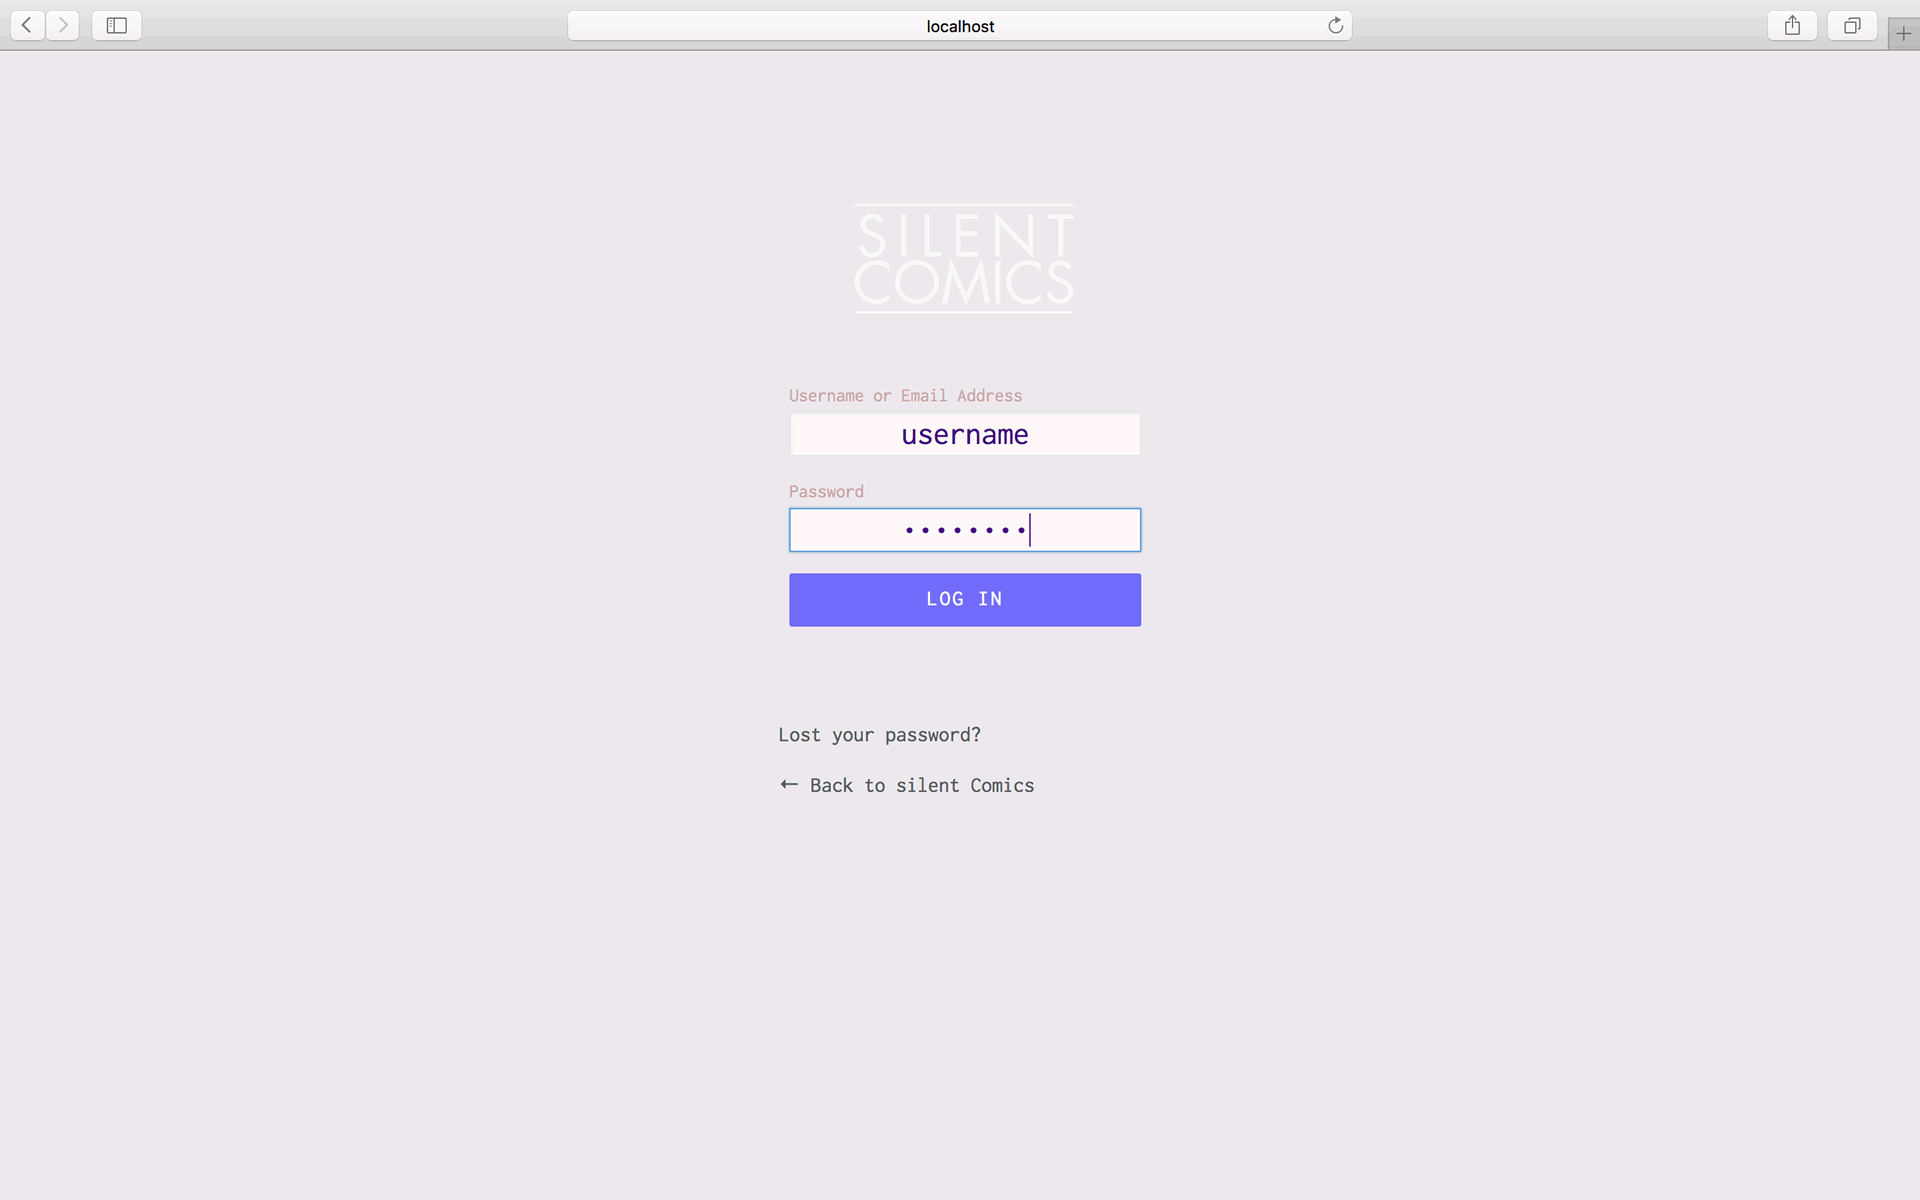 localhost
SILENT
COMICS
Username or Email Address
username
Password
••••••••
LOG IN
Lost your password?
← Back to silent Comics